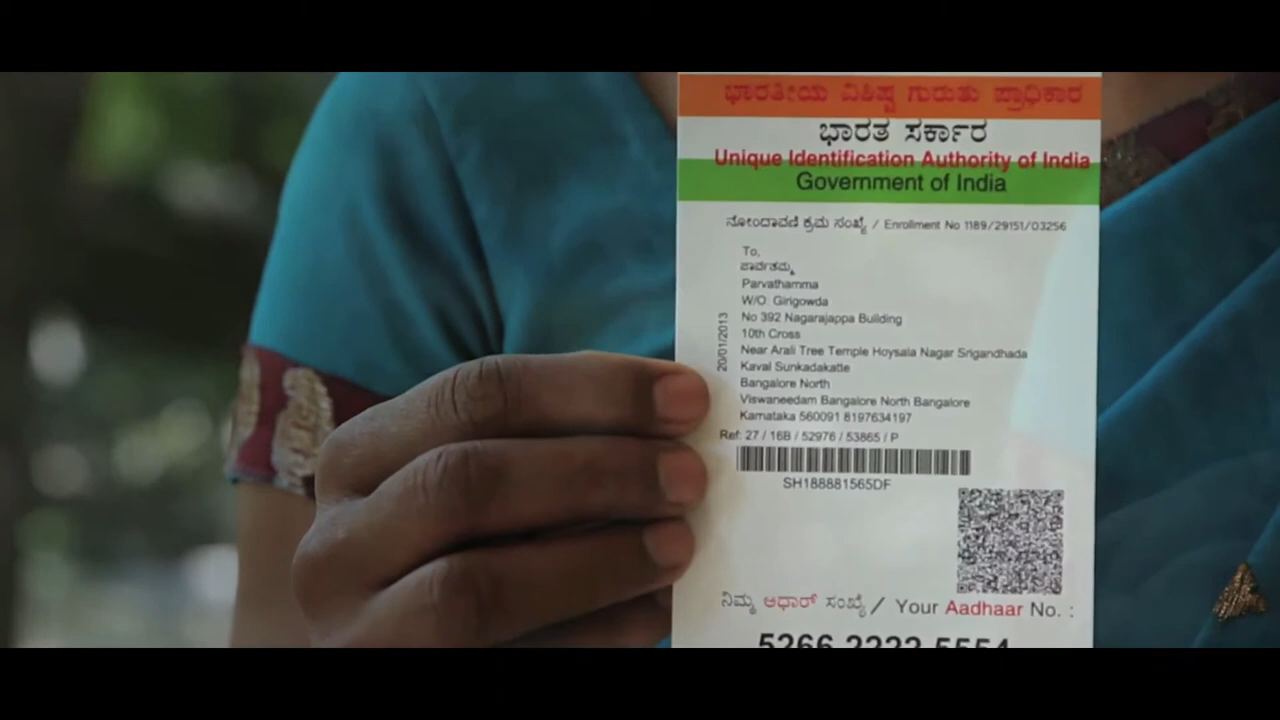 ಭಾರತೀಯ ವಿಶಿಷ್ಟ ಗುರುತು ಪ್ರಾಧಿಕಾರ
ಭಾರತ ಸರ್ಕಾರ
Unique Identification Authority of India
Government of India
ನೋಂದಾವಣಿ ಕ್ರಮ ಸಂಖ್ಯೆ / Enrollment No 1189/29151/03256
To,
ಪಾರ್ವತಮ್ಮ
Parvathamma
W/O Girigowda
No 392 Nagarajappa Building
10th Cross
Near Arali Tree Temple Hoysala Nagar Srigandhada
Kaval Sunkadakatte
Bangalore North
Viswaneedam Bangalore North Bangalore
Karnataka 560091 8197634197
20/01/2013
Ref: 27 / 16B / 52976 / 53865 / P
SH188881565DF
ನಿಮ್ಮ ಆಧಾರ್ ಸಂಖ್ಯೆ / Your Aadhaar No. :